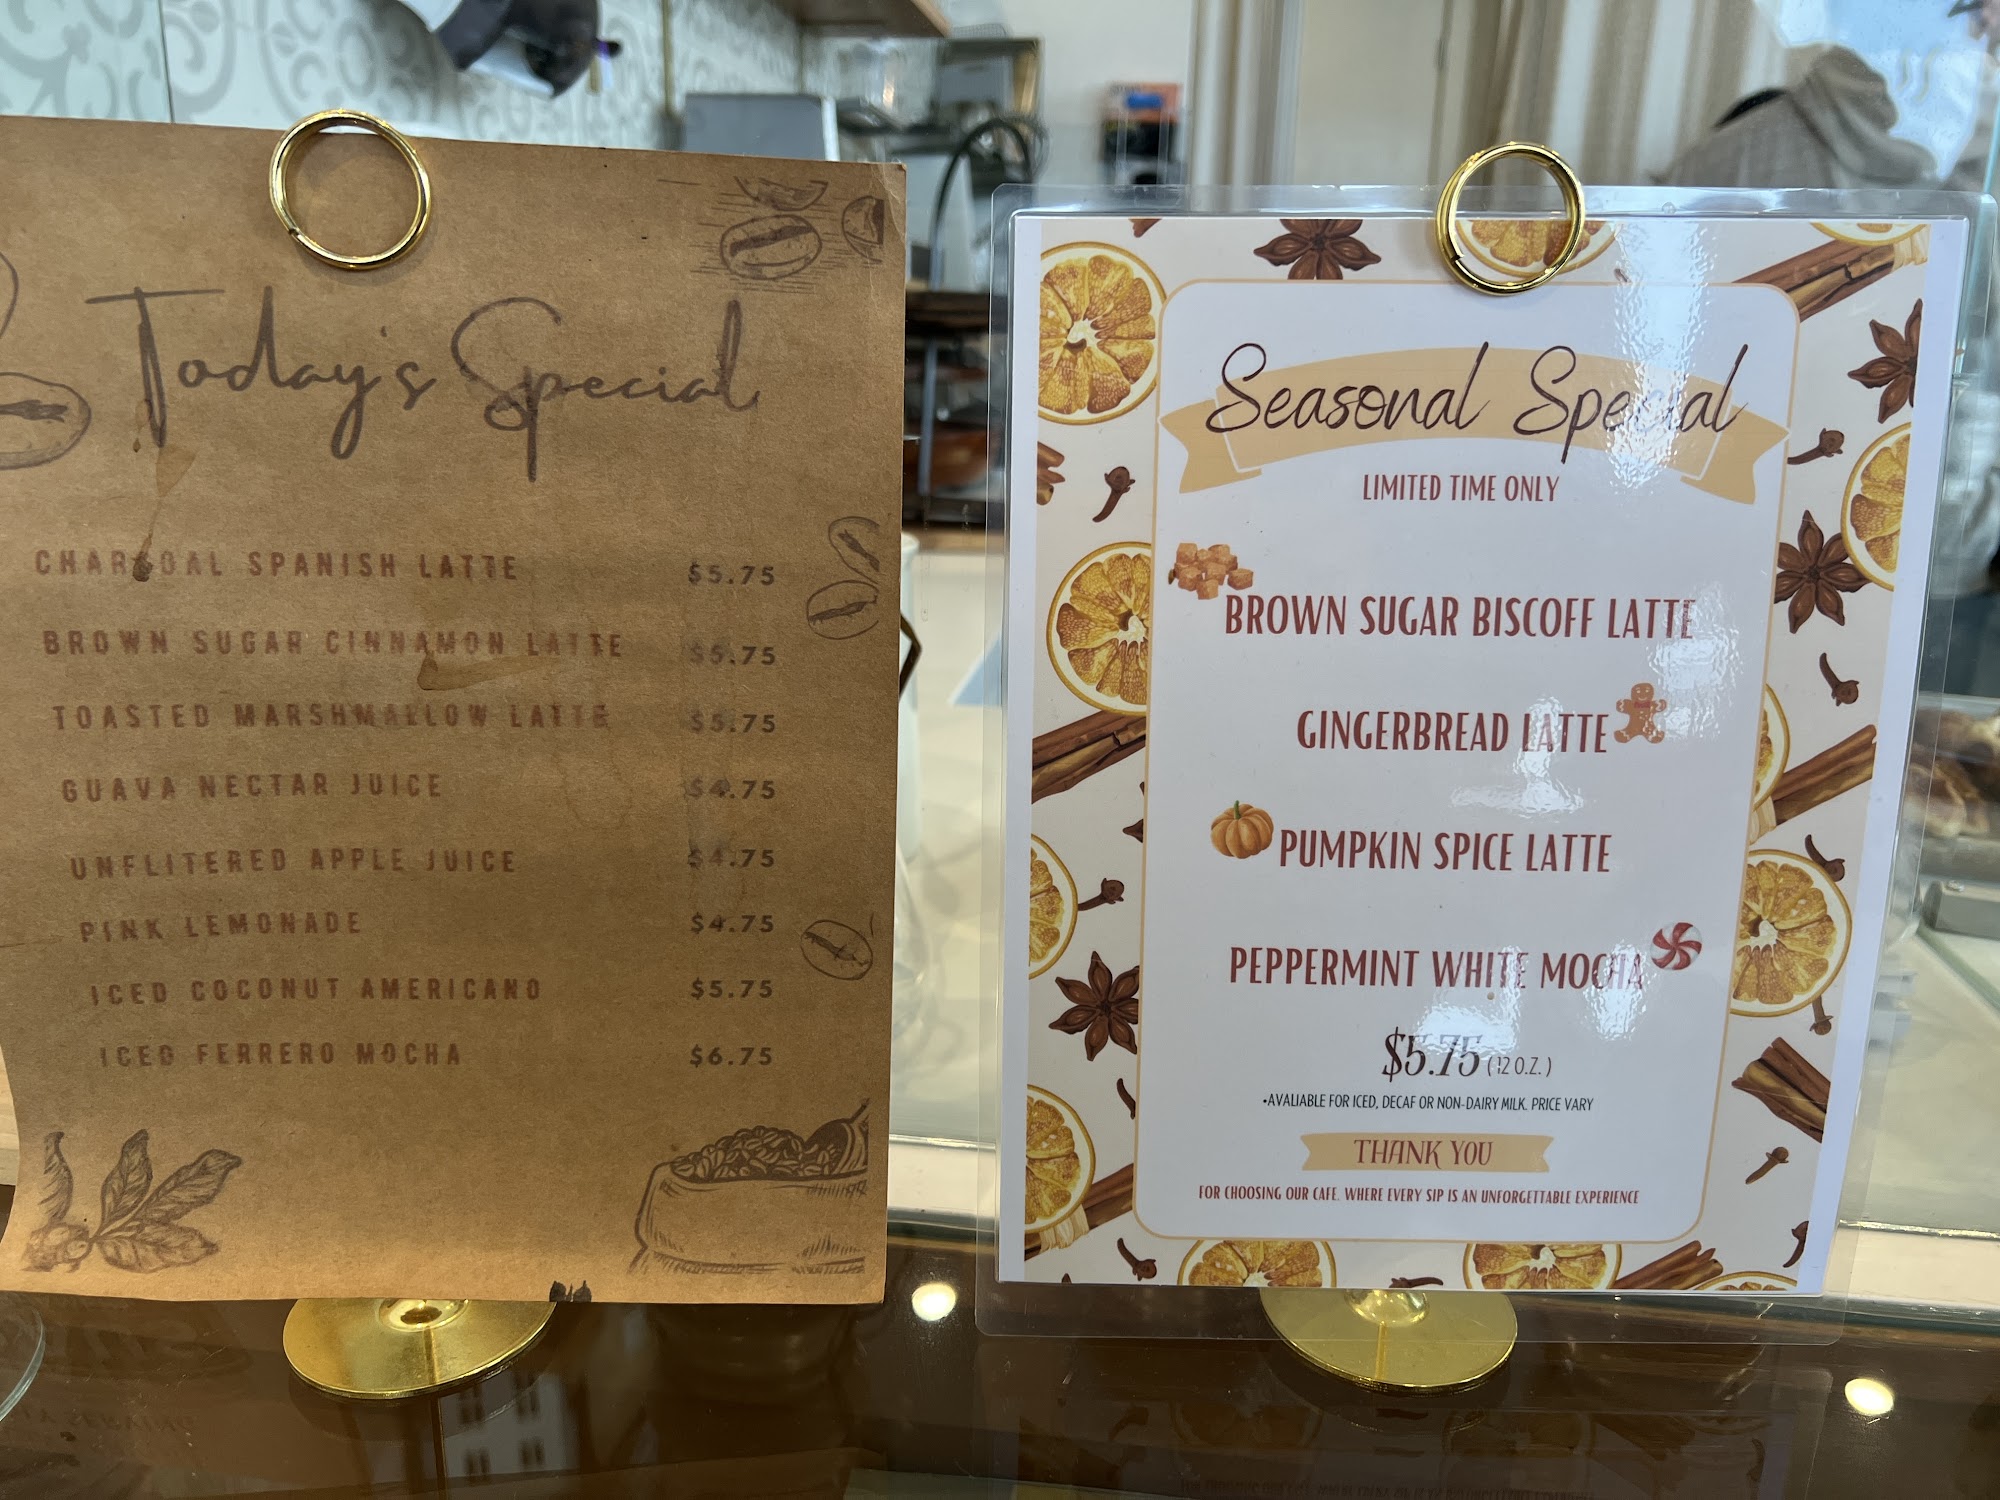 Today's Special
CHARCOAL SPANISH LATTE $5.75
BROWN SUGAR CINNAMON LATTE $5.75
TOASTED MARSHMALLOW LATTE $5.75
GUAVA NECTAR JUICE $4.75
UNFLITERED APPLE JUICE $4.75
PINK LEMONADE $4.75
ICED COCONUT AMERICANO $5.75
ICED FERRERO MOCHA $6.75
Seasonal Special
LIMITED TIME ONLY
BROWN SUGAR BISCOFF LATTE
GINGERBREAD LATTE
PUMPKIN SPICE LATTE
PEPPERMINT WHITE MOCHA
$5.75 (12 O.Z.)
•AVALIABLE FOR ICED, DECAF OR NON-DAIRY MILK. PRICE VARY
THANK YOU
FOR CHOOSING OUR CAFE. WHERE EVERY SIP IS AN UNFORGETTABLE EXPERIENCE